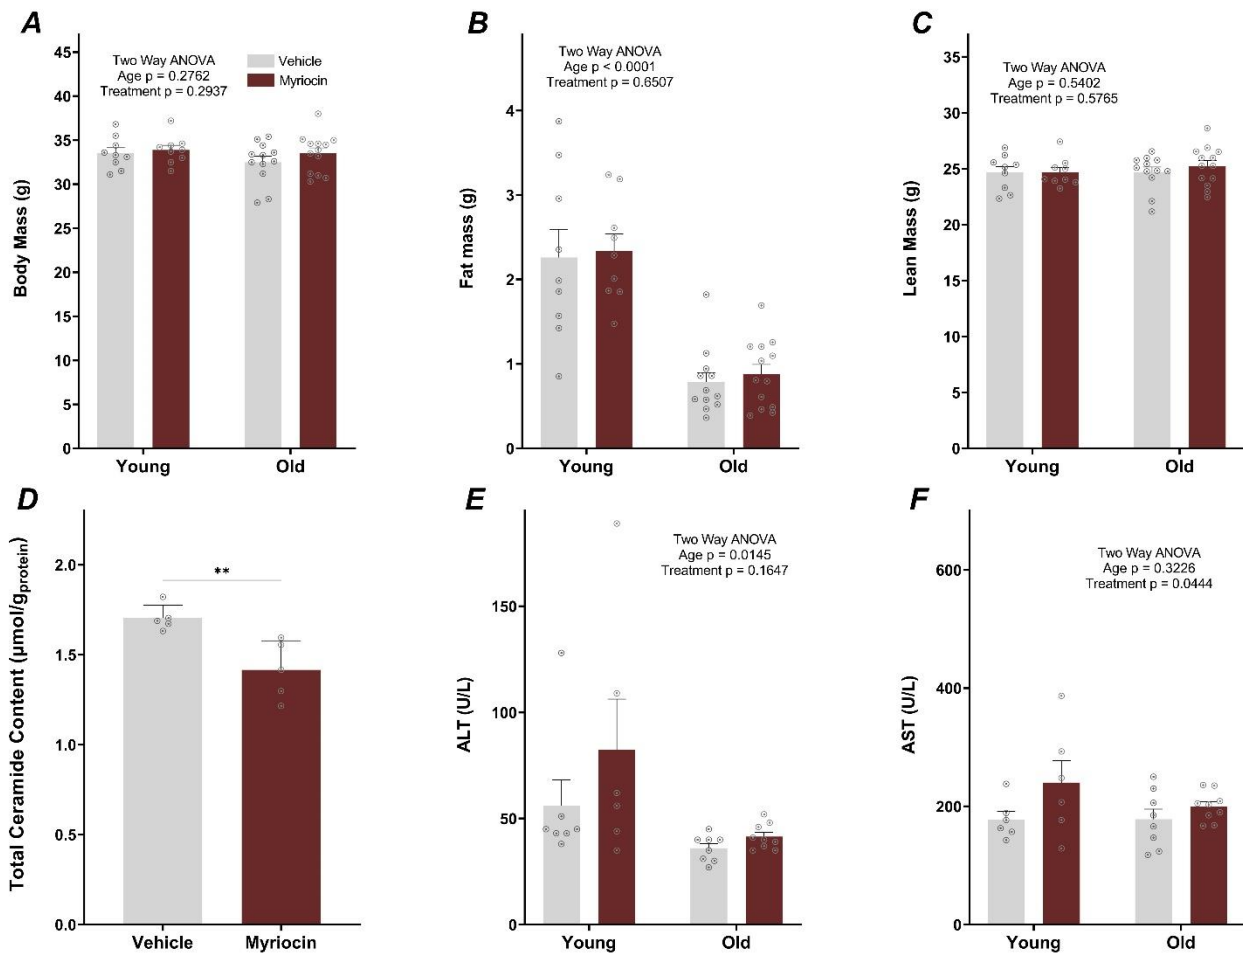 A
Two Way ANOVA
Age p = 0.2762
Treatment p = 0.2937
Vehicle
Myriocin
Body Mass (g)
45
40
35
30
25
20
15
10
5
0
Young
Old
B
Two Way ANOVA
Age p < 0.0001
Treatment p = 0.6507
Fat mass (g)
4
3
2
1
0
Young
Old
C
Two Way ANOVA
Age p = 0.5402
Treatment p = 0.5765
Lean Mass (g)
35
30
25
20
15
10
5
0
Young
Old
D
**
Total Ceramide Content (µmol/gprotein)
2.0
1.5
1.0
0.5
0.0
Vehicle
Myriocin
E
Two Way ANOVA
Age p = 0.0145
Treatment p = 0.1647
ALT (U/L)
150
100
50
0
Young
Old
F
Two Way ANOVA
Age p = 0.3226
Treatment p = 0.0444
AST (U/L)
600
400
200
0
Young
Old